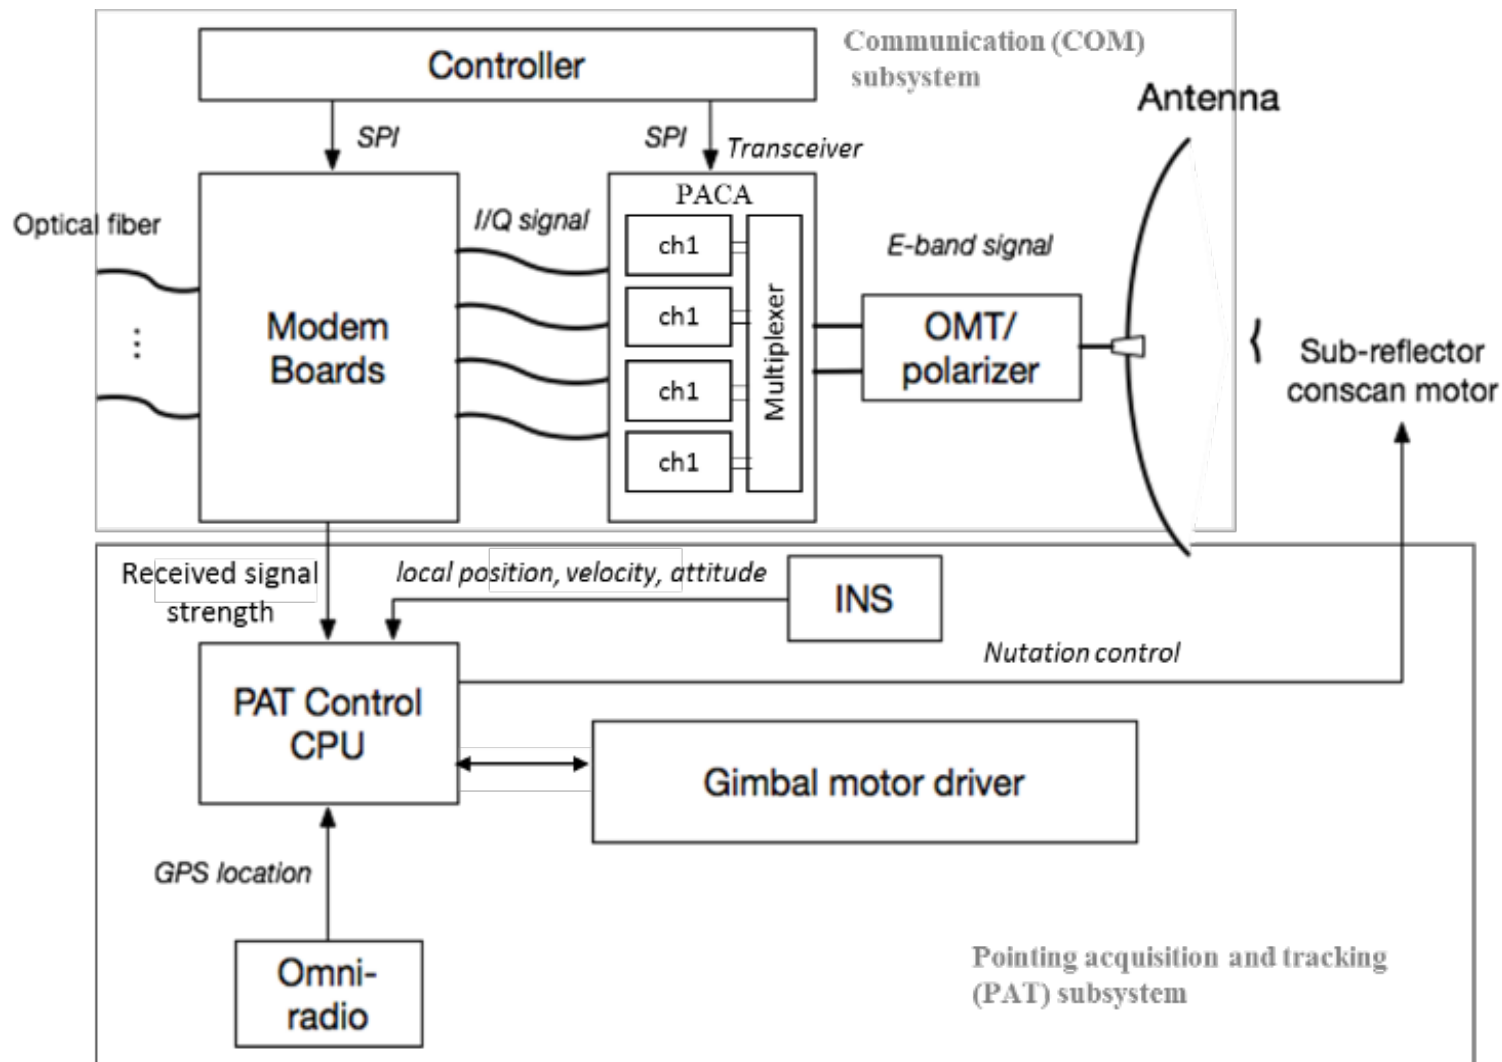 Communication (COM)
subsystem
Controller
Antenna
SPI
SPI
Transceiver
Optical fiber
I/Q signal
PACA
ch1
ch1
ch1
ch1
Multiplexer
E-band signal
Modem
Boards
OMT/
polarizer
Sub-reflector
conscan motor
...
Received signal
strength
local position, velocity, attitude
INS
Nutation control
PAT Control
CPU
Gimbal motor driver
GPS location
Omni-
radio
Pointing acquisition and tracking
(PAT) subsystem